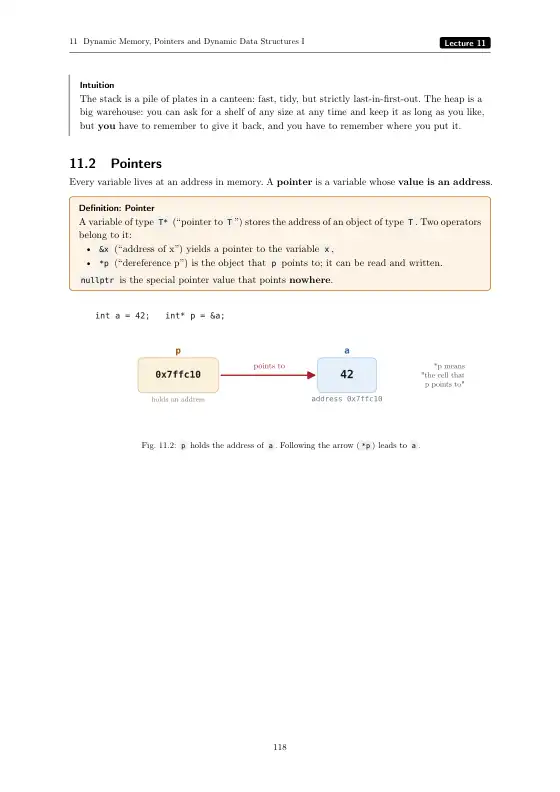 11 Dynamic Memory, Pointers and Dynamic Data Structures I
Lecture 11
Intuition
The stack is a pile of plates in a canteen: fast, tidy, but strictly last-in-first-out. The heap is a
big warehouse: you can ask for a shelf of any size at any time and keep it as long as you like,
but you have to remember to give it back, and you have to remember where you put it.
11.2 Pointers
Every variable lives at an address in memory. A pointer is a variable whose value is an address.
Definition: Pointer
A variable of type T* (“pointer to T”) stores the address of an object of type T. Two operators
belong to it:
• &x (“address of x”) yields a pointer to the variable x,
• *p (“dereference p”) is the object that p points to; it can be read and written.
nullptr is the special pointer value that points nowhere.
int a = 42; int* p = &a;
p
a
0x7ffc10
points to
42
*p means
"the cell that
p points to"
holds an address
address 0x7ffc10
Fig. 11.2: p holds the address of a. Following the arrow (*p) leads to a.
118